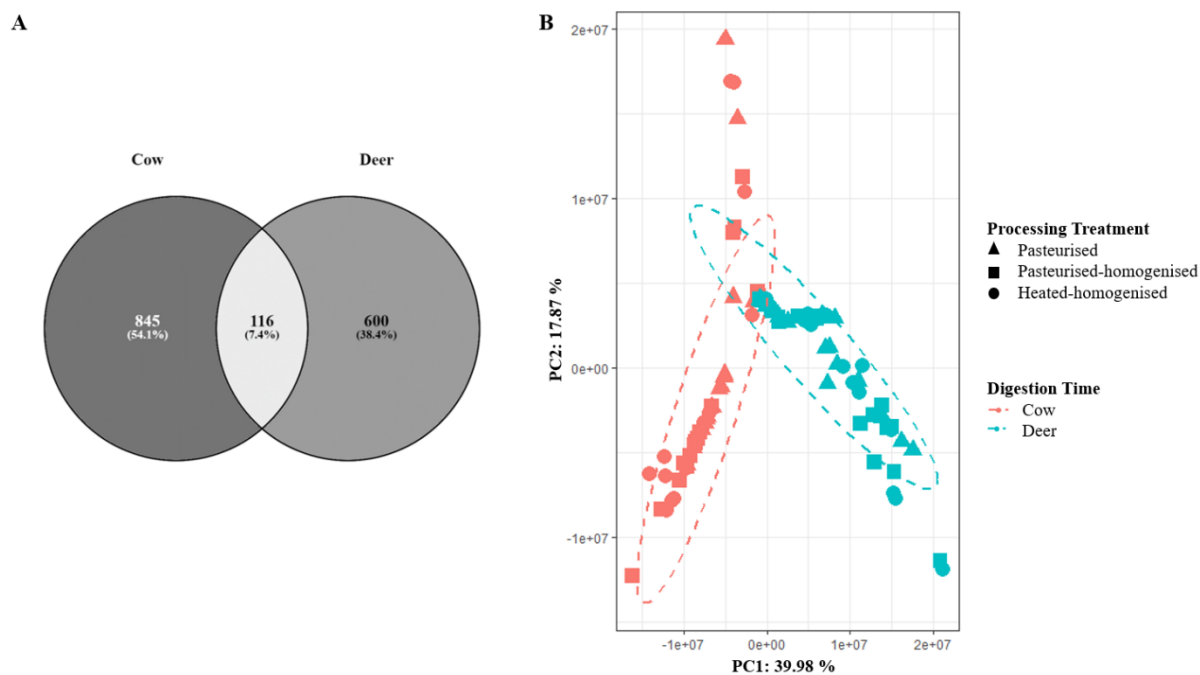 A
Cow
Deer
845
(54.1%)
116
(7.4%)
600
(38.4%)
B
2e+07
1e+07
0e+00
-1e+07
PC2: 17.87 %
-1e+07
0e+00
1e+07
2e+07
PC1: 39.98 %
Processing Treatment
Pasteurised
Pasteurised-homogenised
Heated-homogenised
Digestion Time
Cow
Deer